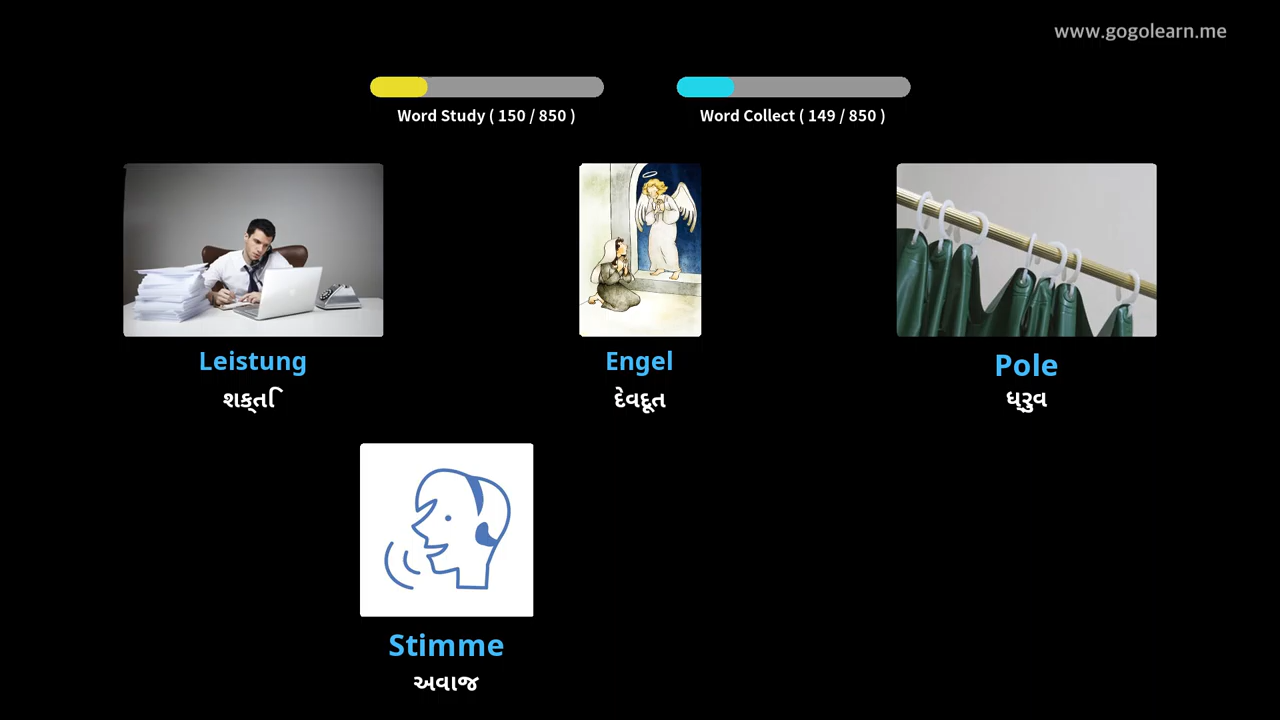 www.gogolearn.me
Word Study ( 150 / 850 )
Word Collect ( 149 / 850 )
Leistung
શક્તિ
Engel
દેવદૂત
Pole
ધ્રુવ
Stimme
અવાજ